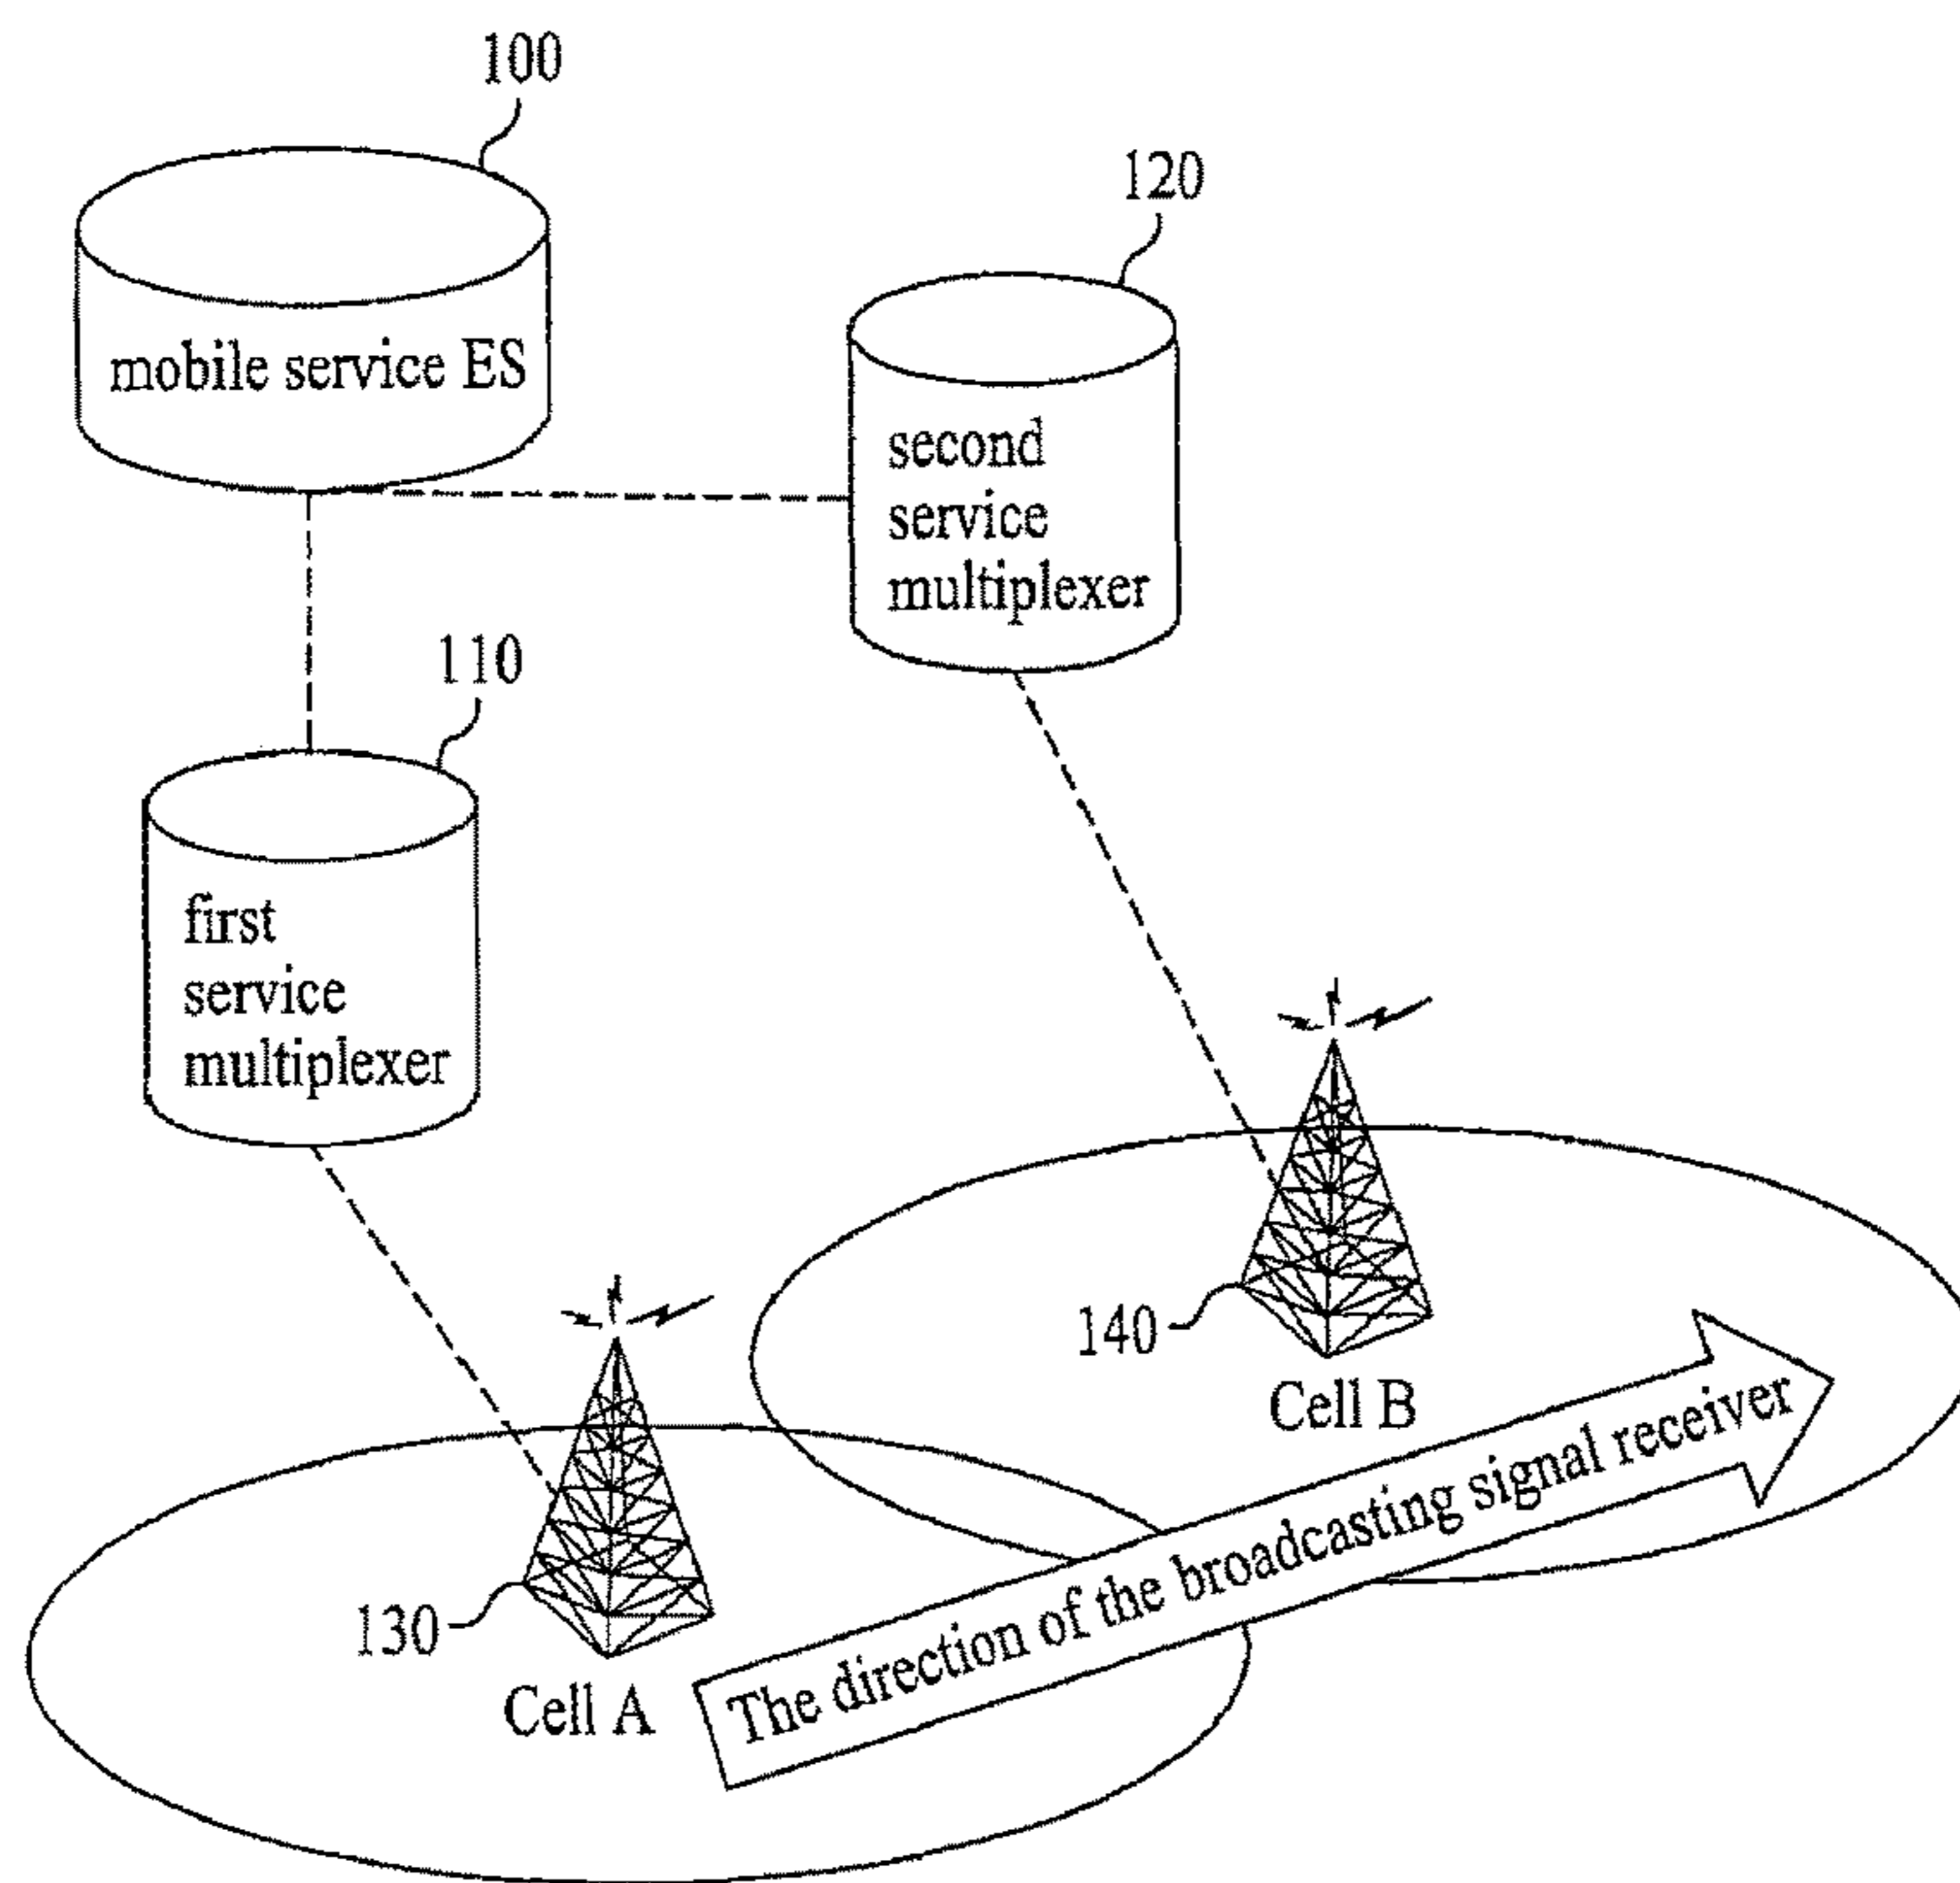 100
mobile service ES
120
second
service
multiplexer
110
first
service
multiplexer
140
Cell B
130
Cell A
The direction of the broadcasting signal receiver